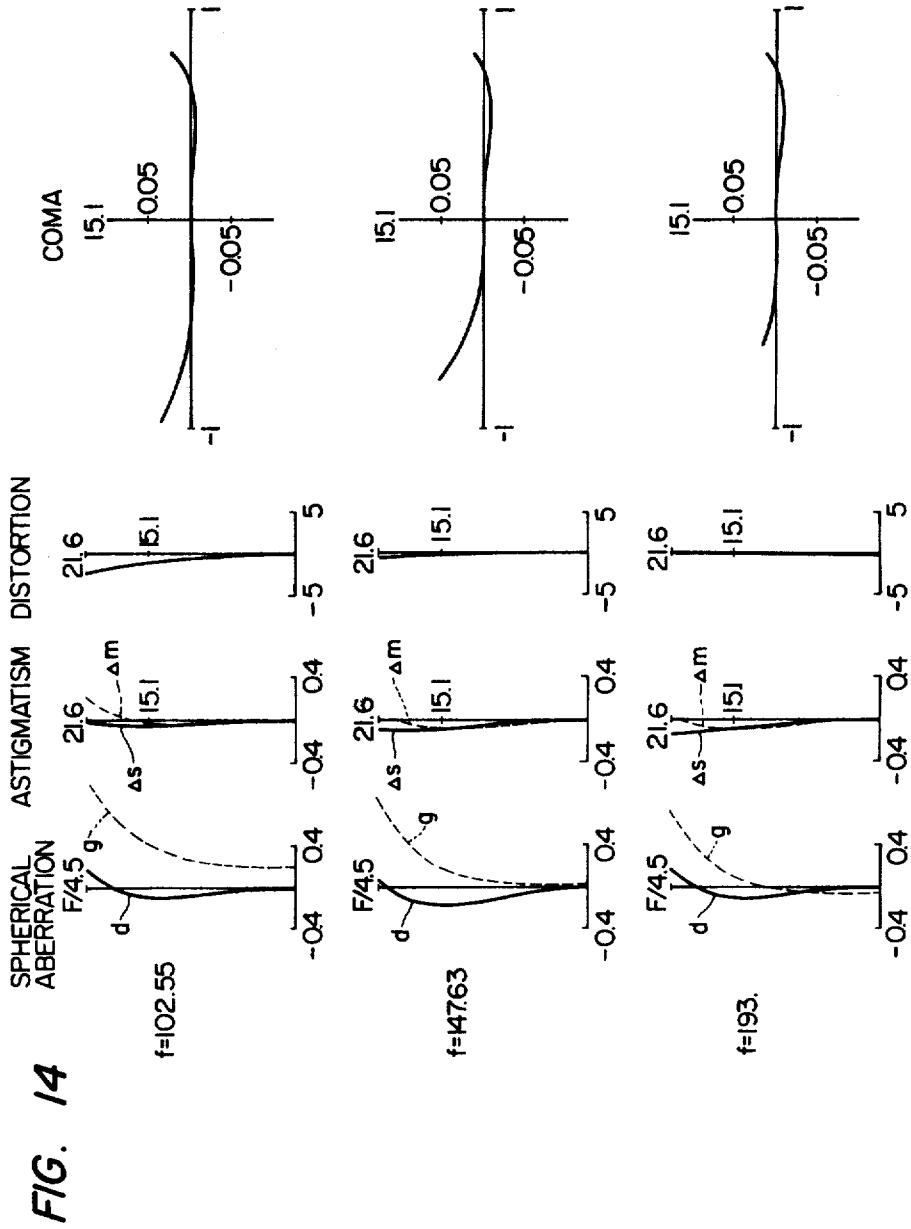 FIG. 14
SPHERICAL ABERRATION
ASTIGMATISM
DISTORTION
COMA
f=102.55
F/4.5
d
g
-0.4 0.4
21.6
Δs
Δm
15.1
-0.4 0.4
21.6
15.1
-5 5
15.1
0.05
-0.05
-1 1
f=147.63
F/4.5
d
g
-0.4 0.4
21.6
Δs
Δm
15.1
-0.4 0.4
21.6
15.1
-5 5
15.1
0.05
-0.05
-1 1
f=193.
F/4.5
d
g
-0.4 0.4
21.6
Δs
Δm
15.1
-0.4 0.4
21.6
15.1
-5 5
15.1
0.05
-0.05
-1 1